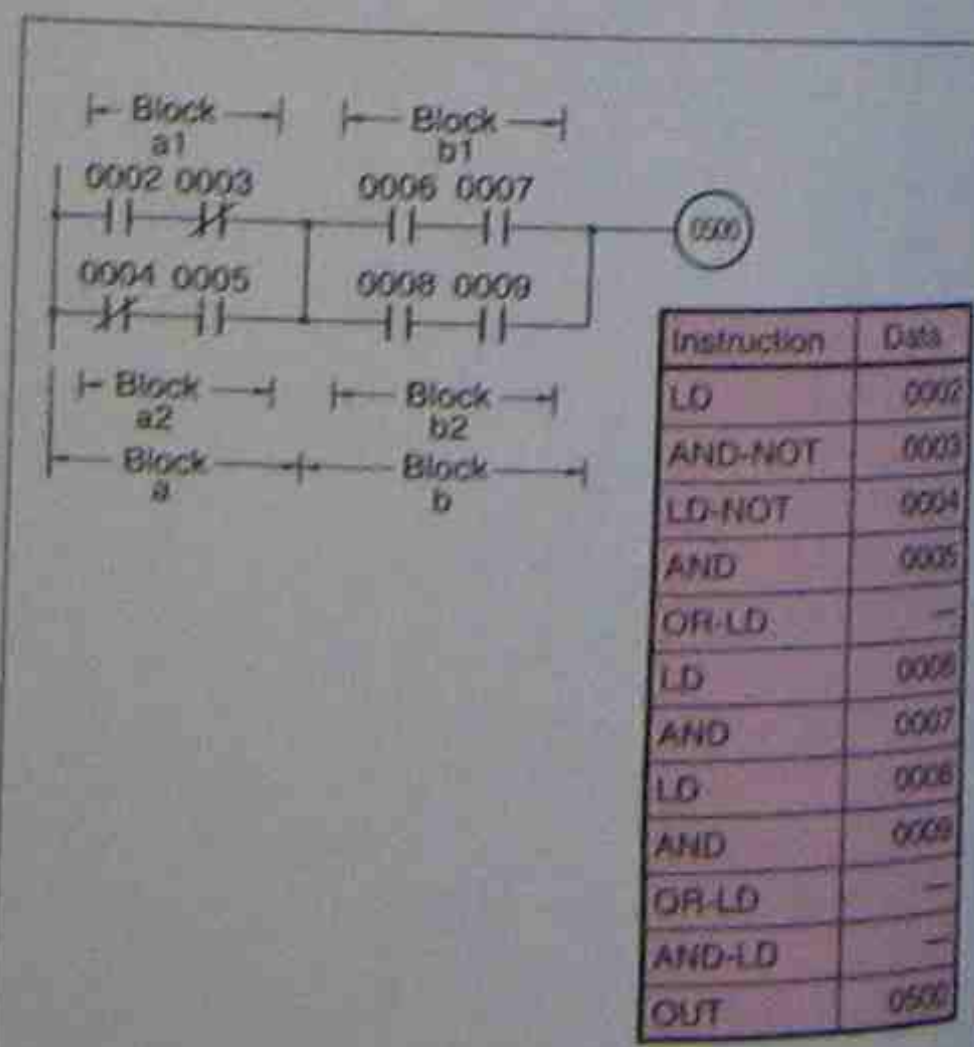 Block Block
a1 b1
0002 0003 0006 0007
0500
0004 0005 0008 0009
Block Block
a2 b2
Block Block
a b
Instruction Data
LD 0002
AND-NOT 0003
LD-NOT 0004
AND 0005
OR-LD —
LD 0006
AND 0007
LD 0008
AND 0009
OR-LD —
AND-LD —
OUT 0500